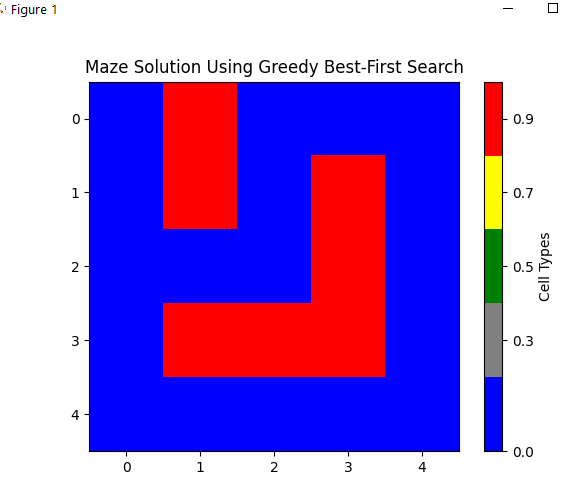 Figure 1
Maze Solution Using Greedy Best-First Search
0
1
2
3
4
0 1 2 3 4
0.9
0.7
0.5
0.3
0.0
Cell Types